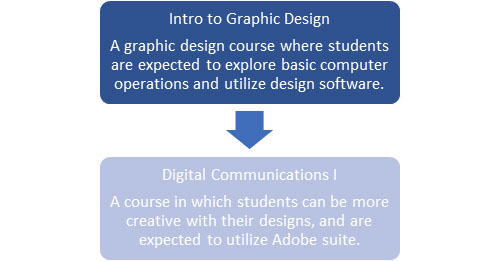 Intro to Graphic Design
A graphic design course where students
are expected to explore basic computer
operations and utilize design software.
Digital Communications I
A course in which students can be more
creative with their designs, and are
expected to utilize Adobe suite.